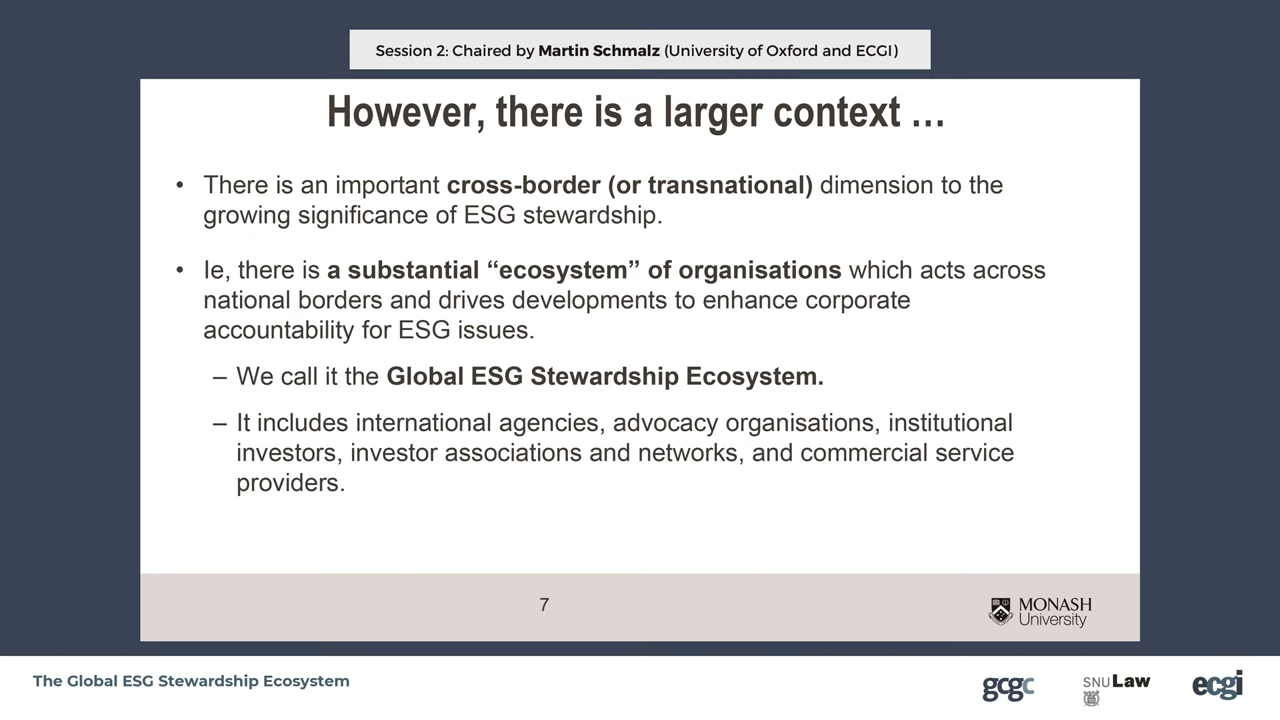 Session 2: Chaired by Martin Schmalz (University of Oxford and ECGI)
However, there is a larger context …
• There is an important cross-border (or transnational) dimension to the
growing significance of ESG stewardship.
• Ie, there is a substantial “ecosystem” of organisations which acts across
national borders and drives developments to enhance corporate
accountability for ESG issues.
– We call it the Global ESG Stewardship Ecosystem.
– It includes international agencies, advocacy organisations, institutional
investors, investor associations and networks, and commercial service
providers.
7
MONASH
University
The Global ESG Stewardship Ecosystem
gcgc
SNU Law
ecgi